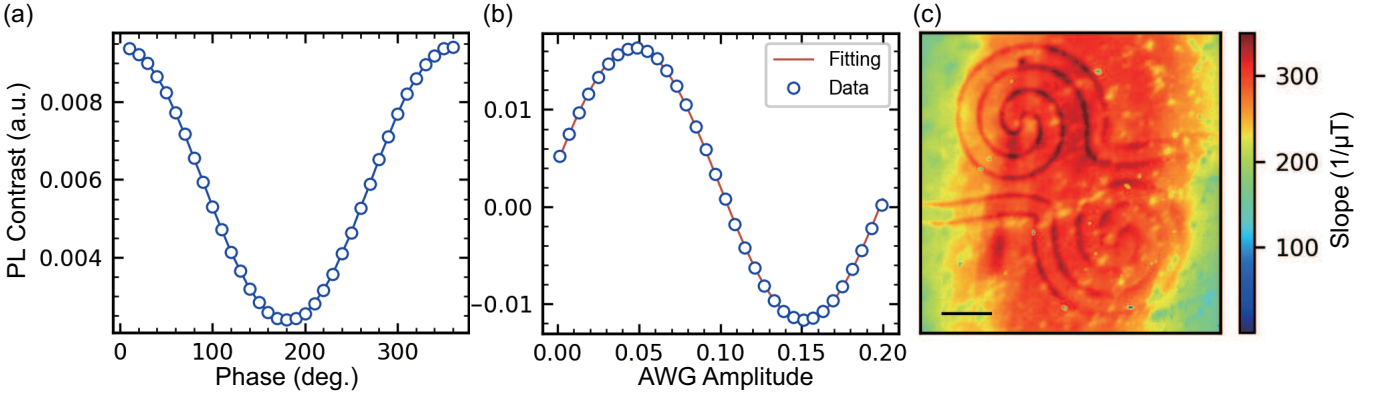 (a)
PL Contrast (a.u.)
0.008
0.006
0.004
0
100
200
300
Phase (deg.)
(b)
0.01
0.00
−0.01
Fitting
Data
0.00
0.05
0.10
0.15
0.20
AWG Amplitude
(c)
300
200
100
Slope (1/μT)